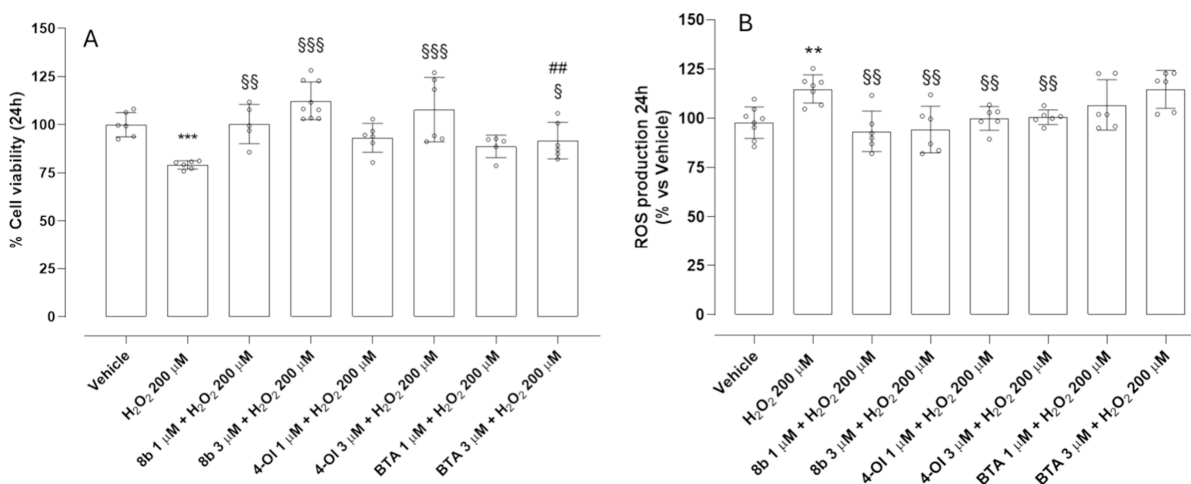 A
% Cell viability (24h)
150
125
100
75
50
25
0
***
§§
§§§
§§§
##
§
Vehicle
H₂O₂ 200 μM
8b 1 μM + H₂O₂ 200 μM
8b 3 μM + H₂O₂ 200 μM
4-OI 1 μM + H₂O₂ 200 μM
4-OI 3 μM + H₂O₂ 200 μM
BTA 1 μM + H₂O₂ 200 μM
BTA 3 μM + H₂O₂ 200 μM
B
ROS production 24h
(% vs Vehicle)
150
125
100
75
50
25
0
**
§§
§§
§§
§§
Vehicle
H₂O₂ 200 μM
8b 1 μM + H₂O₂ 200 μM
8b 3 μM + H₂O₂ 200 μM
4-OI 1 μM + H₂O₂ 200 μM
4-OI 3 μM + H₂O₂ 200 μM
BTA 1 μM + H₂O₂ 200 μM
BTA 3 μM + H₂O₂ 200 μM